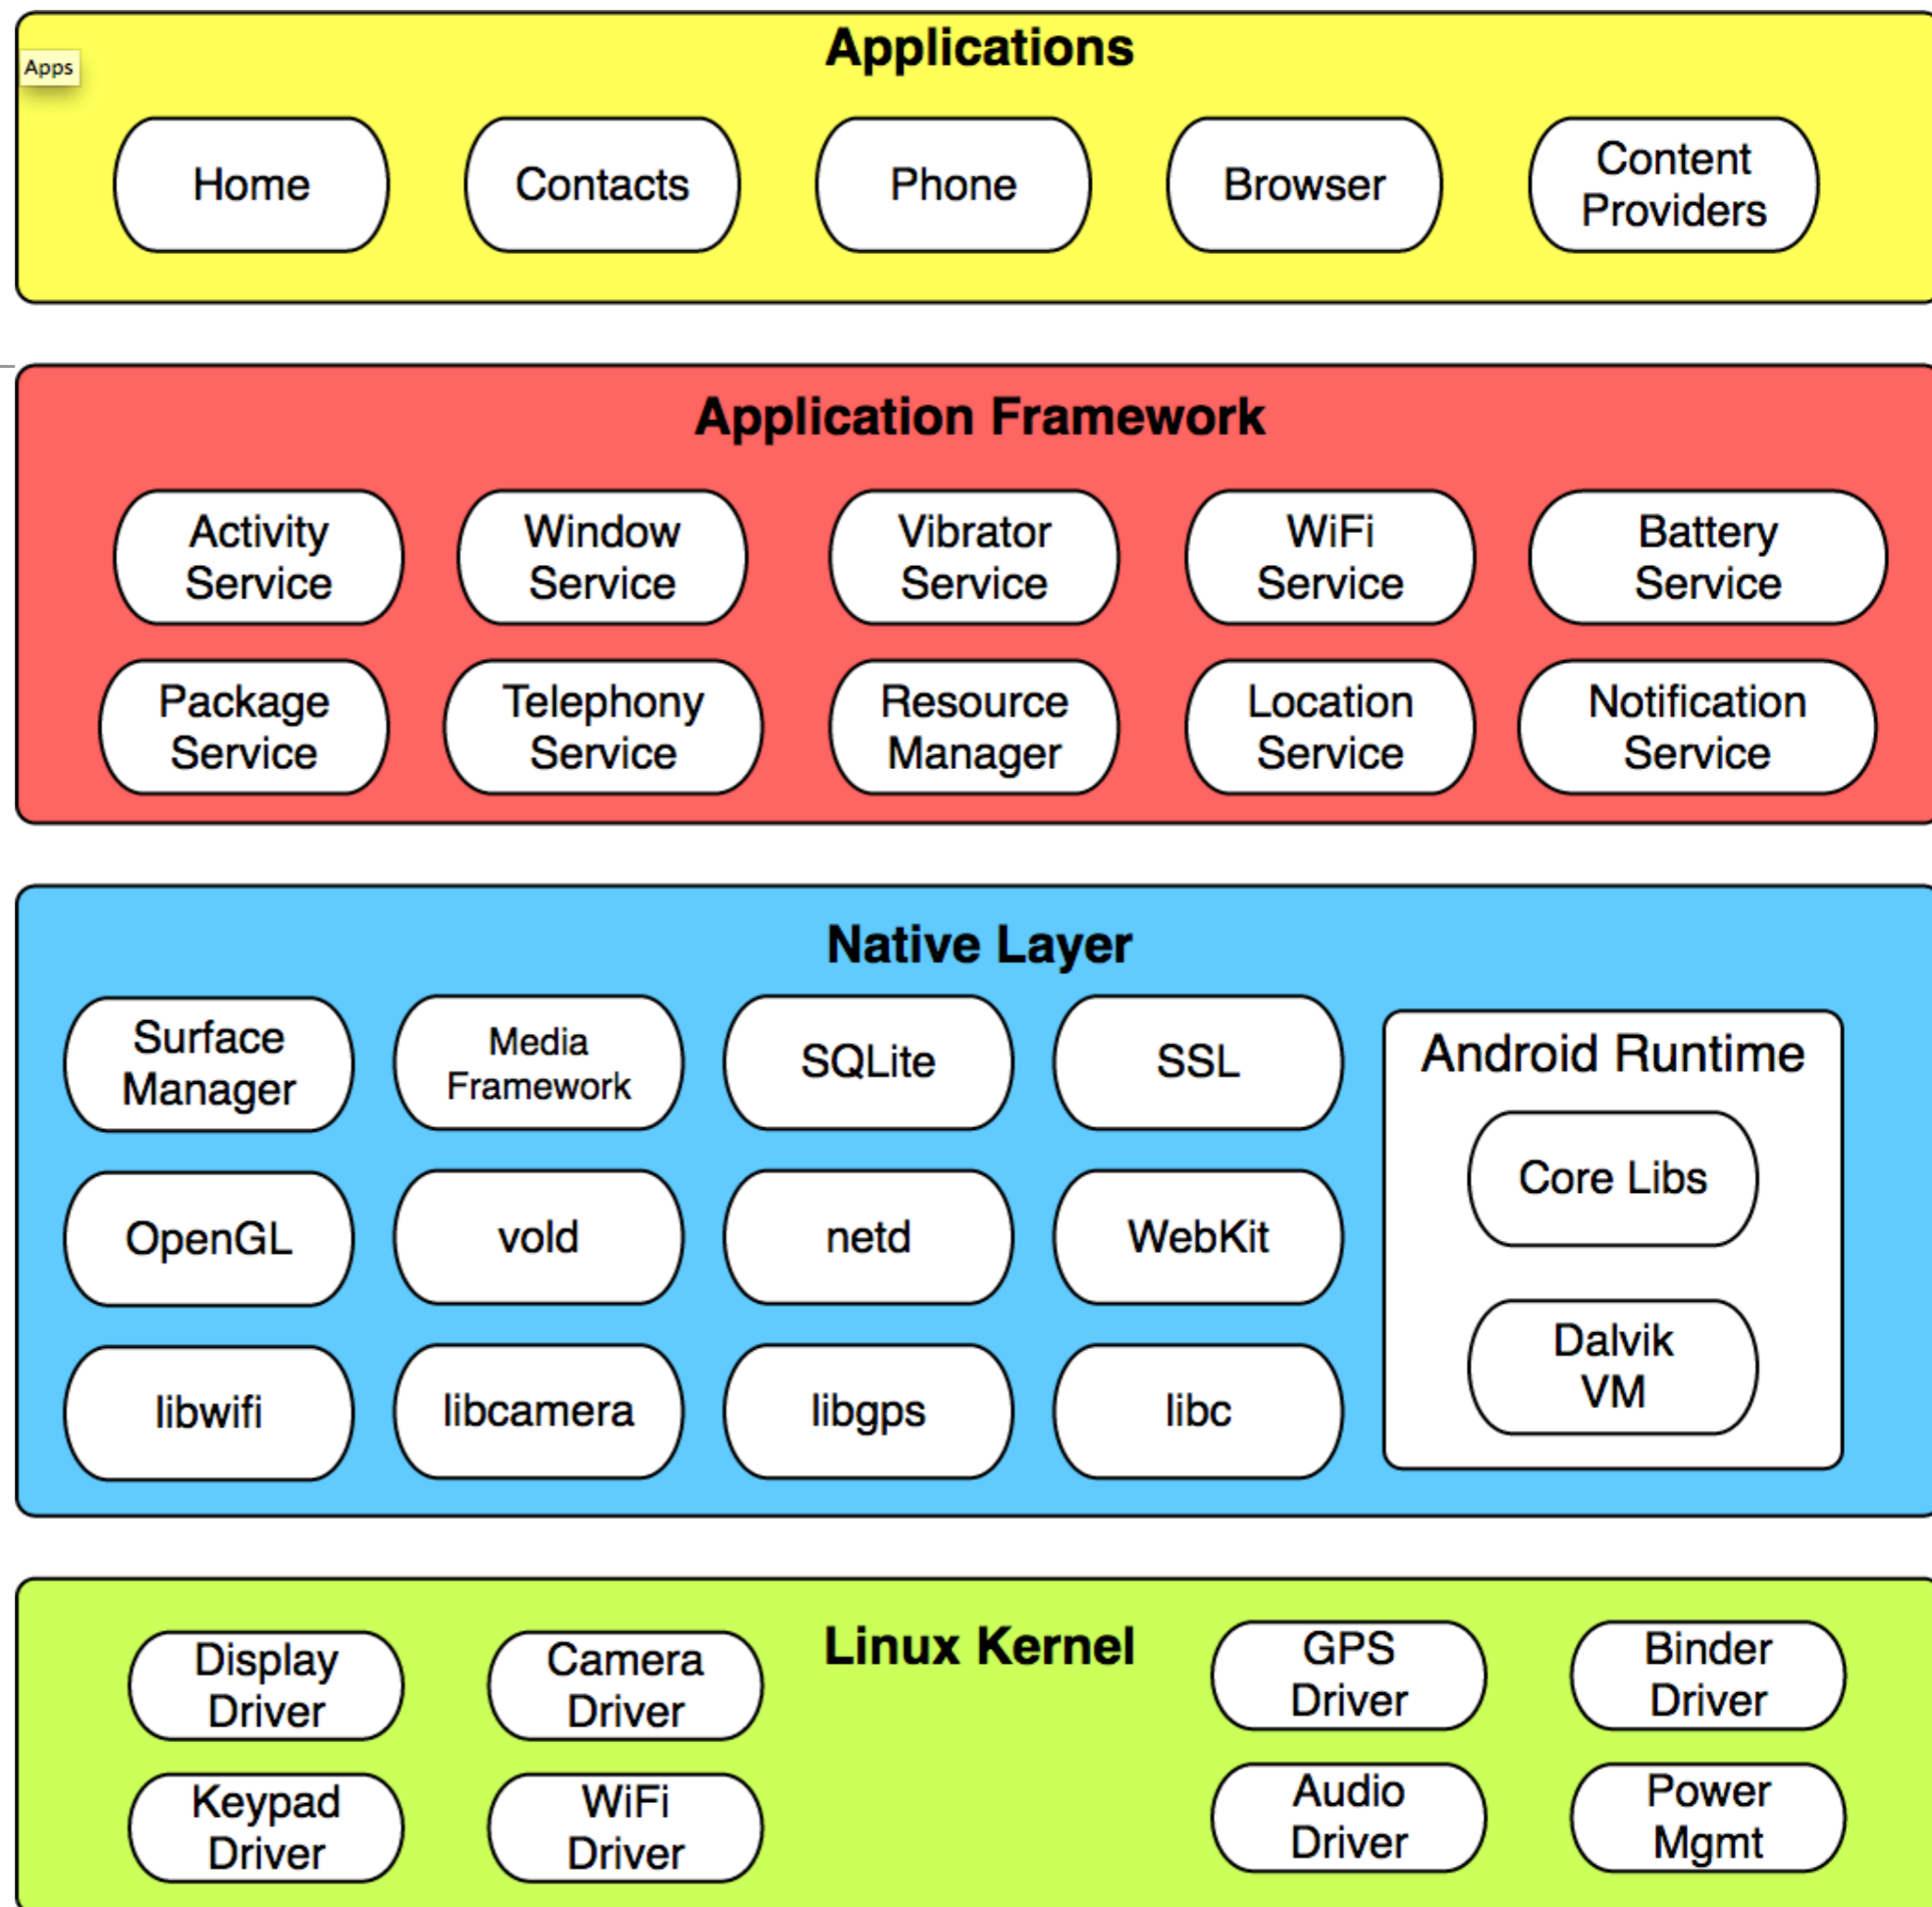 Applications
Apps
Home
Contacts
Phone
Browser
Content
Providers
Application Framework
Activity
Service
Window
Service
Vibrator
Service
WiFi
Service
Battery
Service
Package
Service
Telephony
Service
Resource
Manager
Location
Service
Notification
Service
Native Layer
Surface
Manager
Media
Framework
SQLite
SSL
OpenGL
vold
netd
WebKit
libwifi
libcamera
libgps
libc
Android Runtime
Core Libs
Dalvik
VM
Linux Kernel
Display
Driver
Camera
Driver
GPS
Driver
Binder
Driver
Keypad
Driver
WiFi
Driver
Audio
Driver
Power
Mgmt